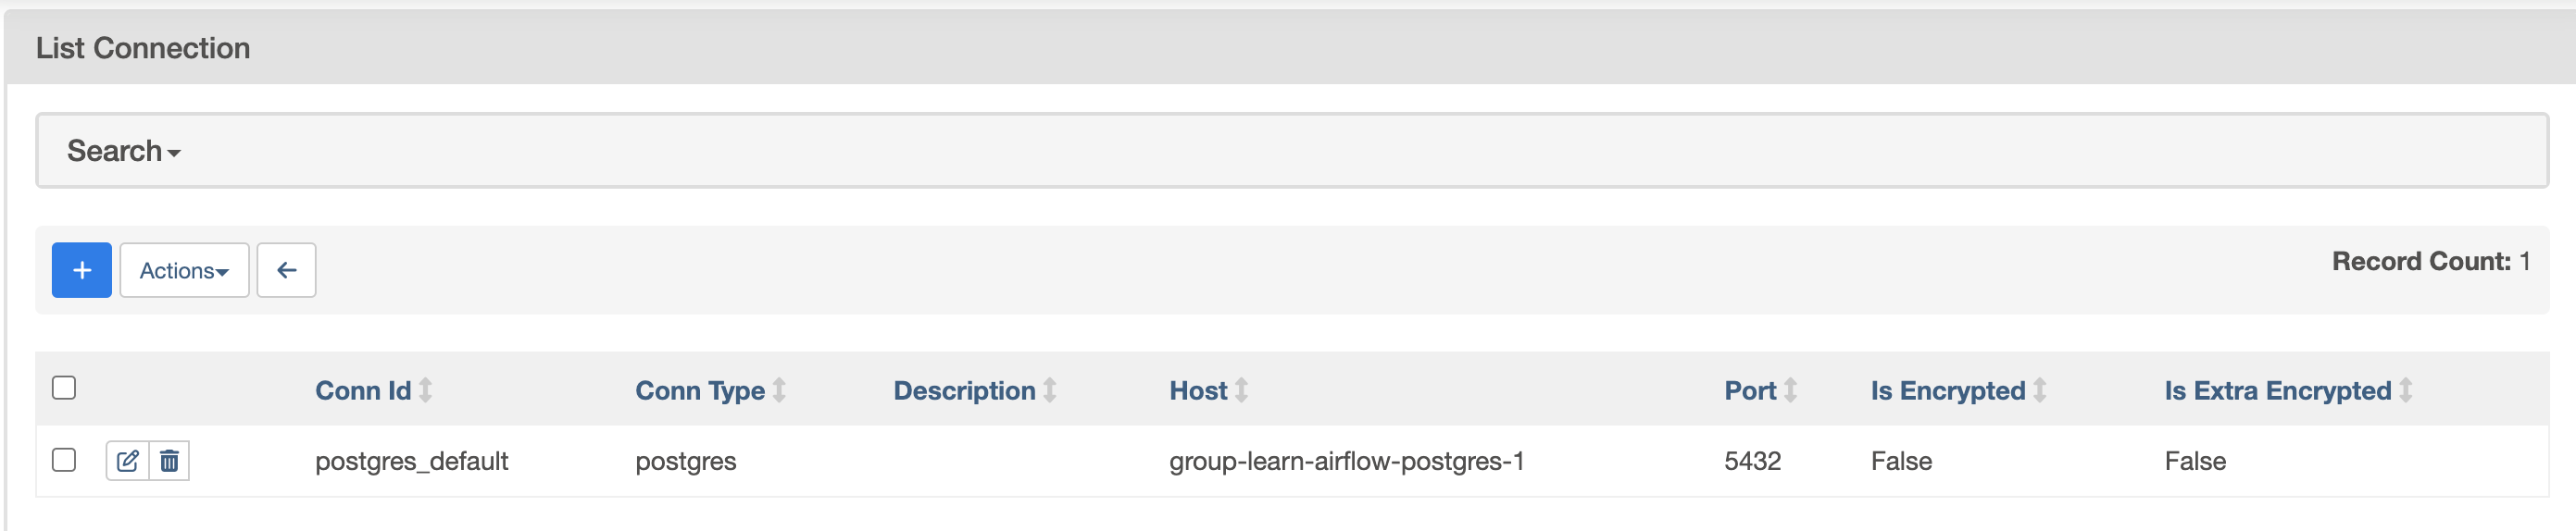 List Connection
Search
+ Actions
Record Count: 1
Conn Id Conn Type Description Host Port Is Encrypted Is Extra Encrypted
postgres_default postgres group-learn-airflow-postgres-1 5432 False False